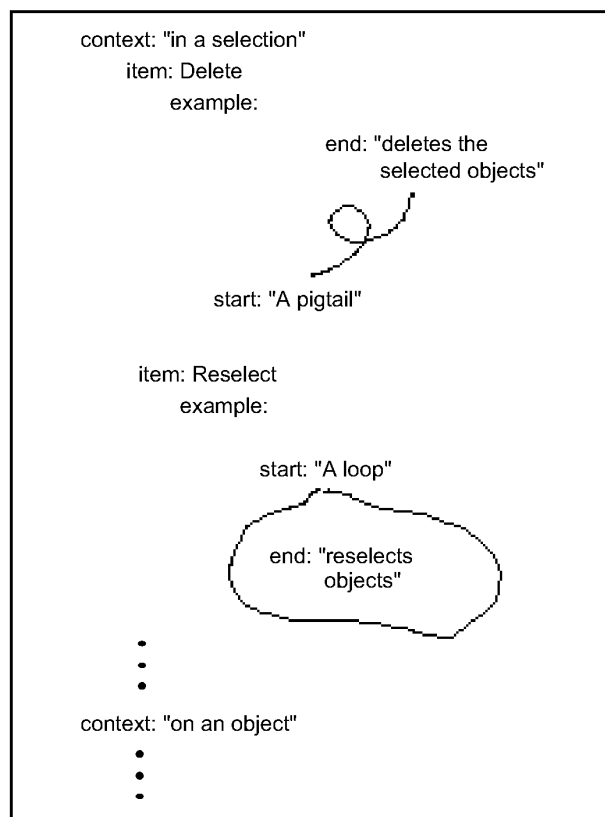 context: "in a selection"
item: Delete
example:
end: "deletes the
selected objects"
start: "A pigtail"
item: Reselect
example:
start: "A loop"
end: "reselects
objects"
context: "on an object"